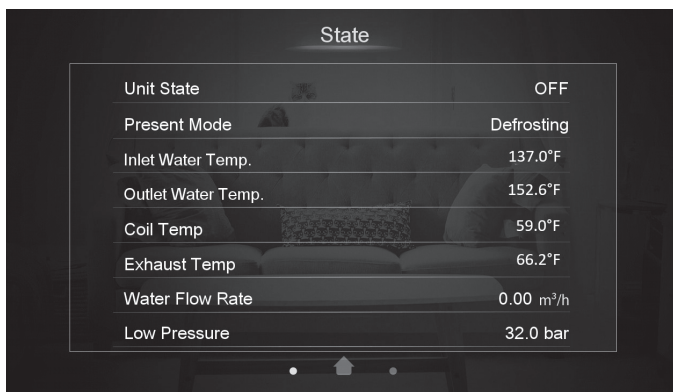 State
Unit State OFF
Present Mode Defrosting
Inlet Water Temp. 137.0°F
Outlet Water Temp. 152.6°F
Coil Temp 59.0°F
Exhaust Temp 66.2°F
Water Flow Rate 0.00 m³/h
Low Pressure 32.0 bar